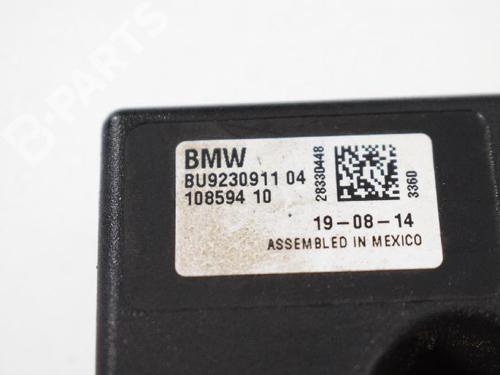 B-PARTS
BMW
BU9230911 04
108594 10
28330448
3360
19-08-14
ASSEMBLED IN MEXICO